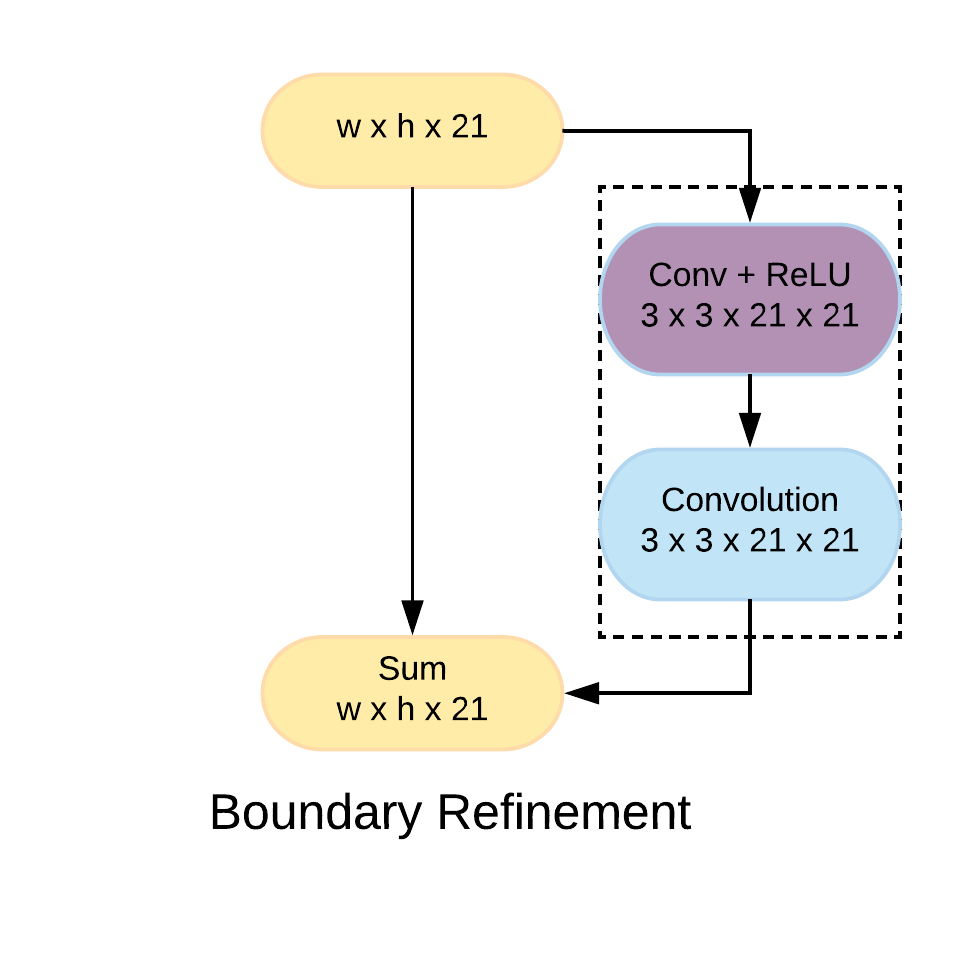 w x h x 21
Conv + ReLU
3 x 3 x 21 x 21
Convolution
3 x 3 x 21 x 21
Sum
w x h x 21
Boundary Refinement